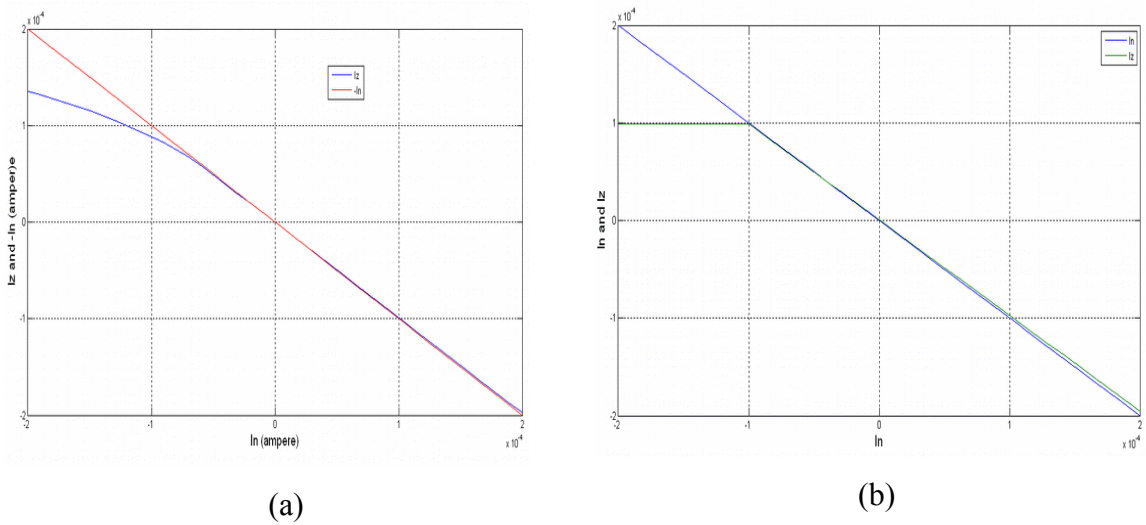 x 10⁻⁴
2
1
0
-1
-2
Iz and -In (amper)e
Iz
-In
-2
-1
0
1
2
x 10⁻⁴
In (ampere)
(a)
x 10⁻⁴
2
1
0
-1
-2
In and Iz
In
Iz
-2
-1
0
1
2
x 10⁻⁴
In
(b)